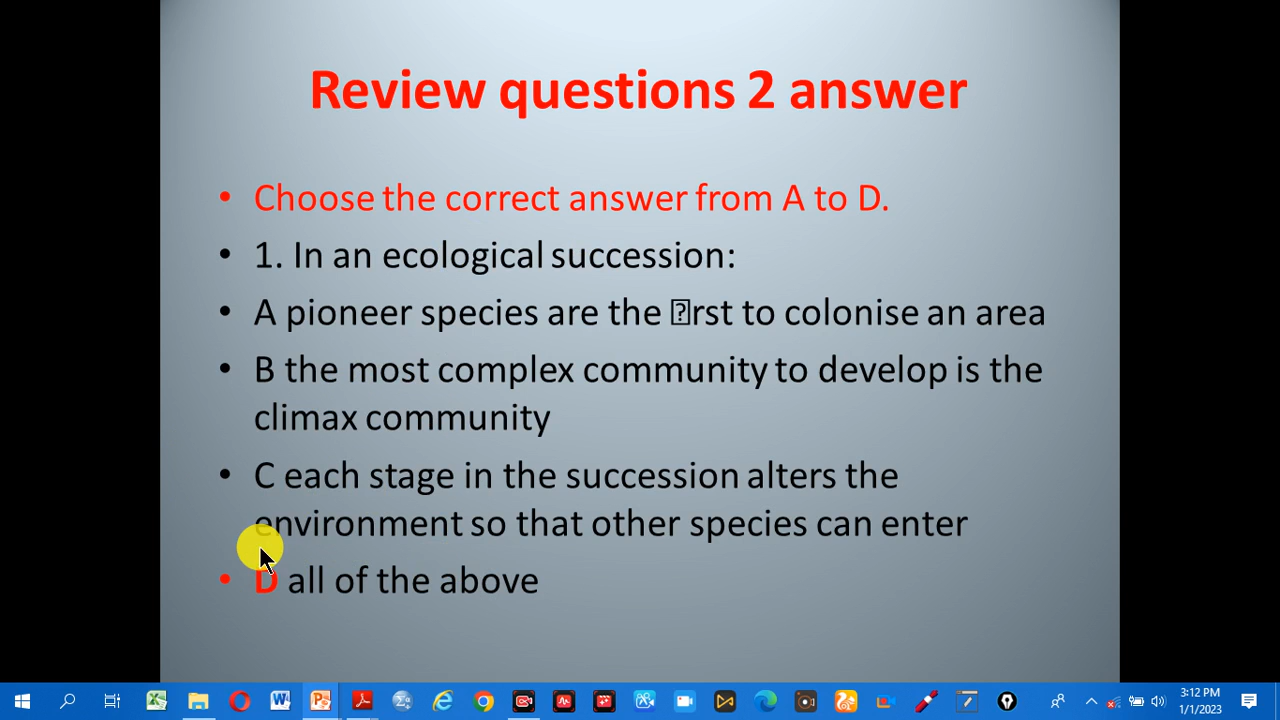 Review questions 2 answer
• Choose the correct answer from A to D.
• 1. In an ecological succession:
• A pioneer species are the �rst to colonise an area
• B the most complex community to develop is the
climax community
• C each stage in the succession alters the
environment so that other species can enter
• D all of the above
3:12 PM
1/1/2023